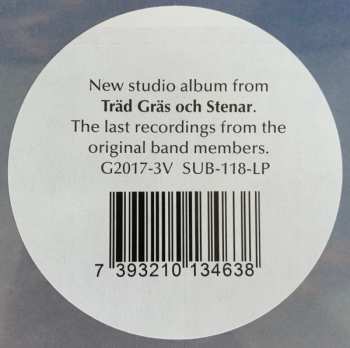 New studio album from
Träd Gräs och Stenar.
The last recordings from the
original band members.
G2017-3V SUB-118-LP
7 393210 134638